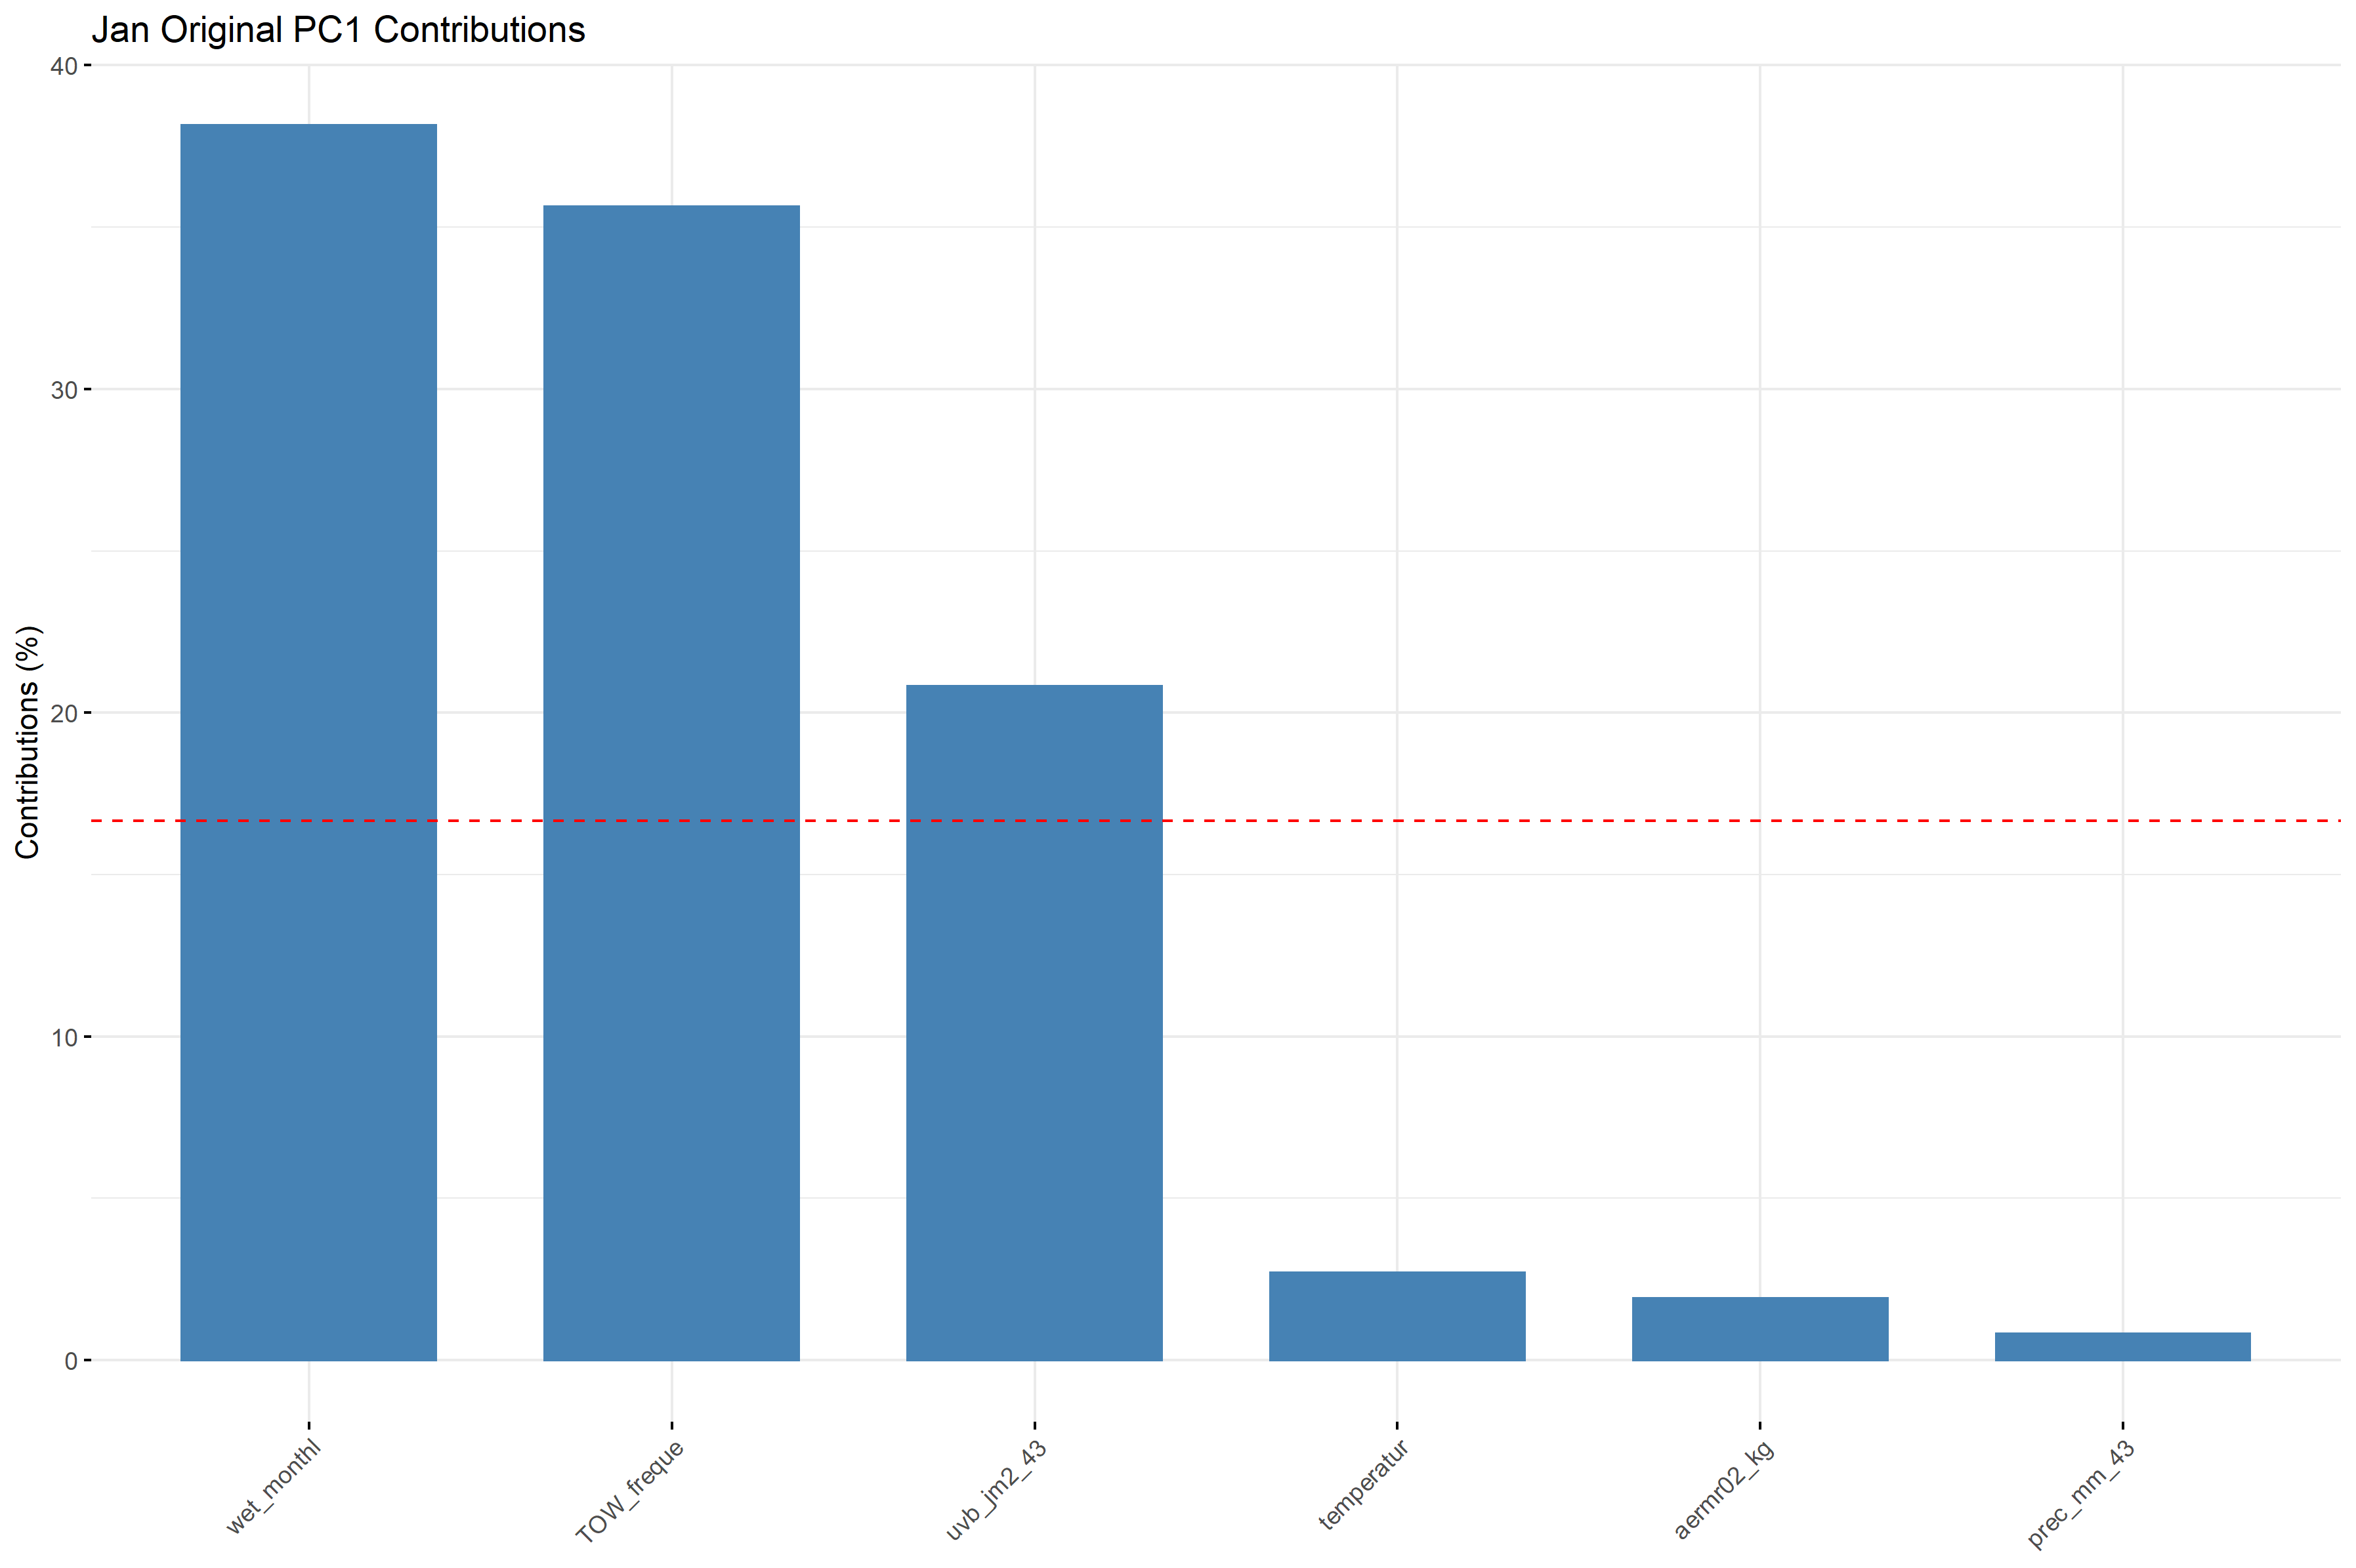 Jan Original PC1 Contributions
Contributions (%)
40
30
20
10
0
wet_monthl
TOW_freque
uvb_jm2_43
temperatur
aermr02_kg
prec_mm_43